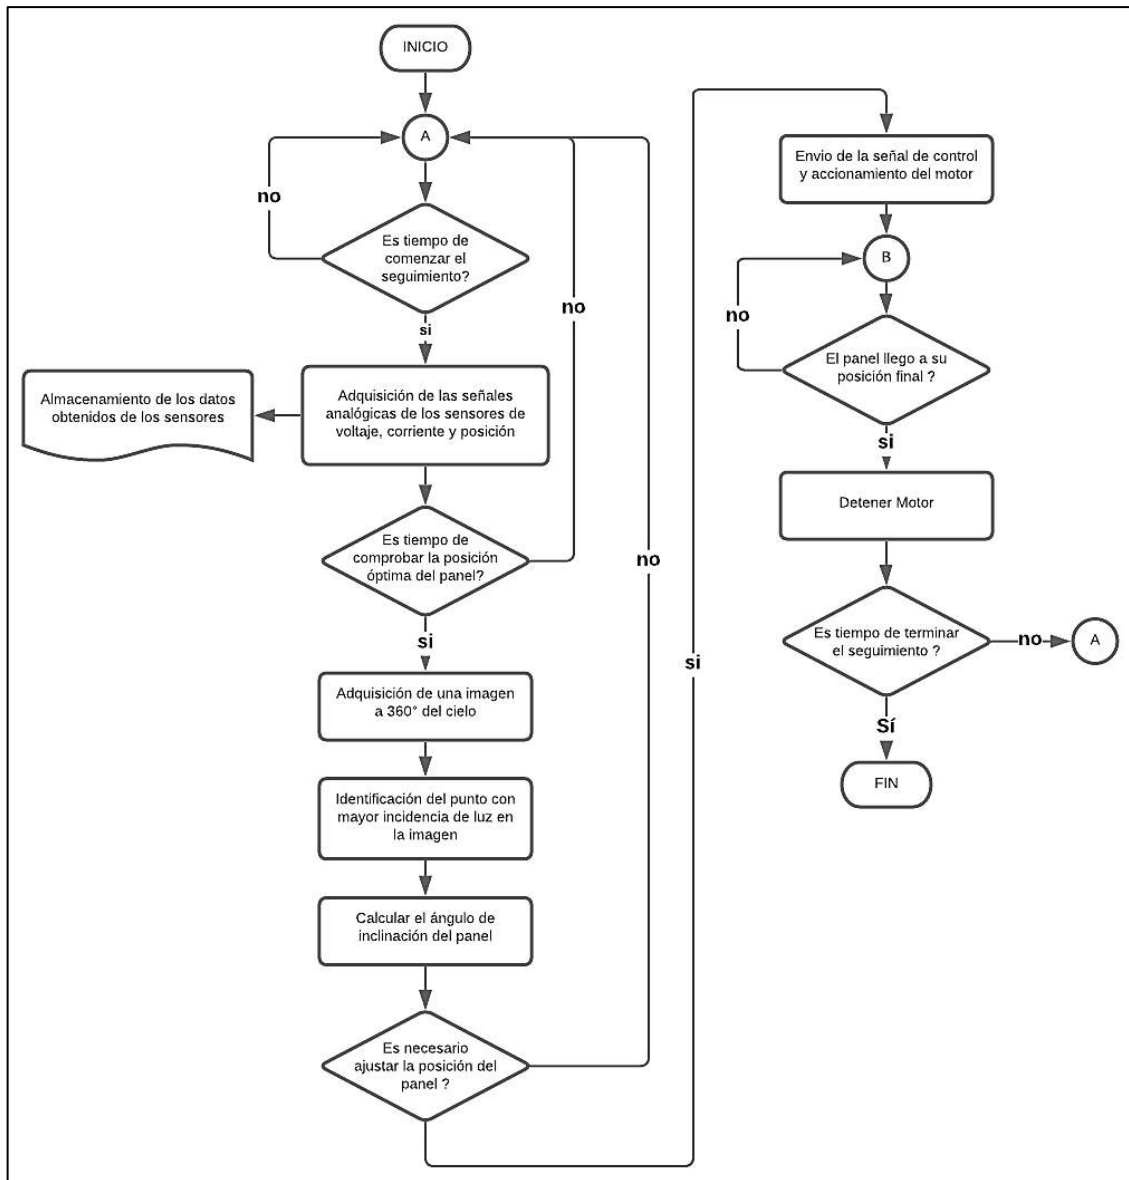 INICIO
A
no
Es tiempo de
comenzar el
seguimiento?
si
Almacenamiento de los datos
obtenidos de los sensores
Adquisición de las señales
analógicas de los sensores de
voltaje, corriente y posición
no
Es tiempo de
comprobar la posición
óptima del panel?
si
no
Adquisición de una imagen
a 360° del cielo
Identificación del punto con
mayor incidencia de luz en
la imagen
Calcular el ángulo de
inclinación del panel
Es necesario
ajustar la posición del
panel ?
si
Envio de la señal de control
y accionamiento del motor
B
no
El panel llego a su
posición final ?
si
Detener Motor
Es tiempo de terminar
el seguimiento ?
no
A
Sí
FIN